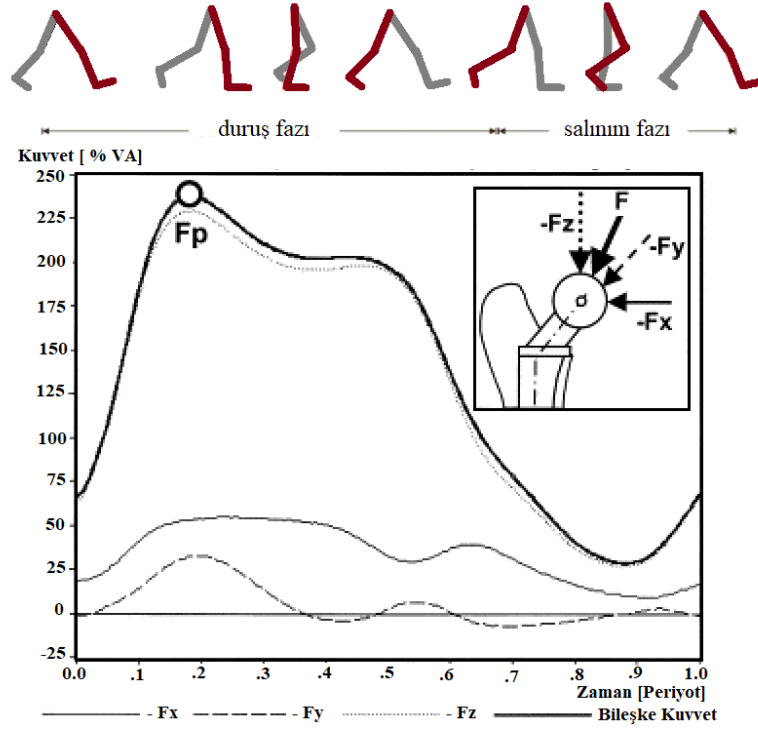 duruş fazı salınım fazı
Kuvvet [ % VA]
250
225
200
175
150
125
100
75
50
25
0
-25
Fp
F
-Fz
-Fy
-Fx
0.0 .1 .2 .3 .4 .5 .6 .7 .8 .9 1.0
Zaman [Periyot]
- Fx - Fy - Fz Bileşke Kuvvet